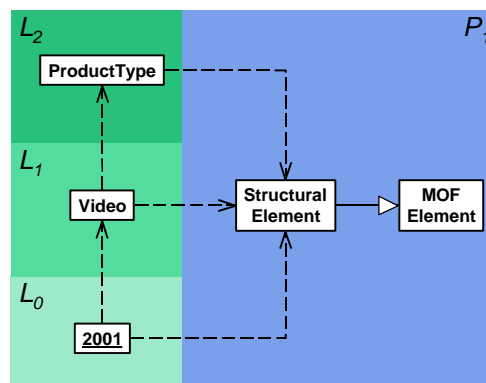 L2
P1
ProductType
L1
Video
Structural
Element
MOF
Element
L0
2001